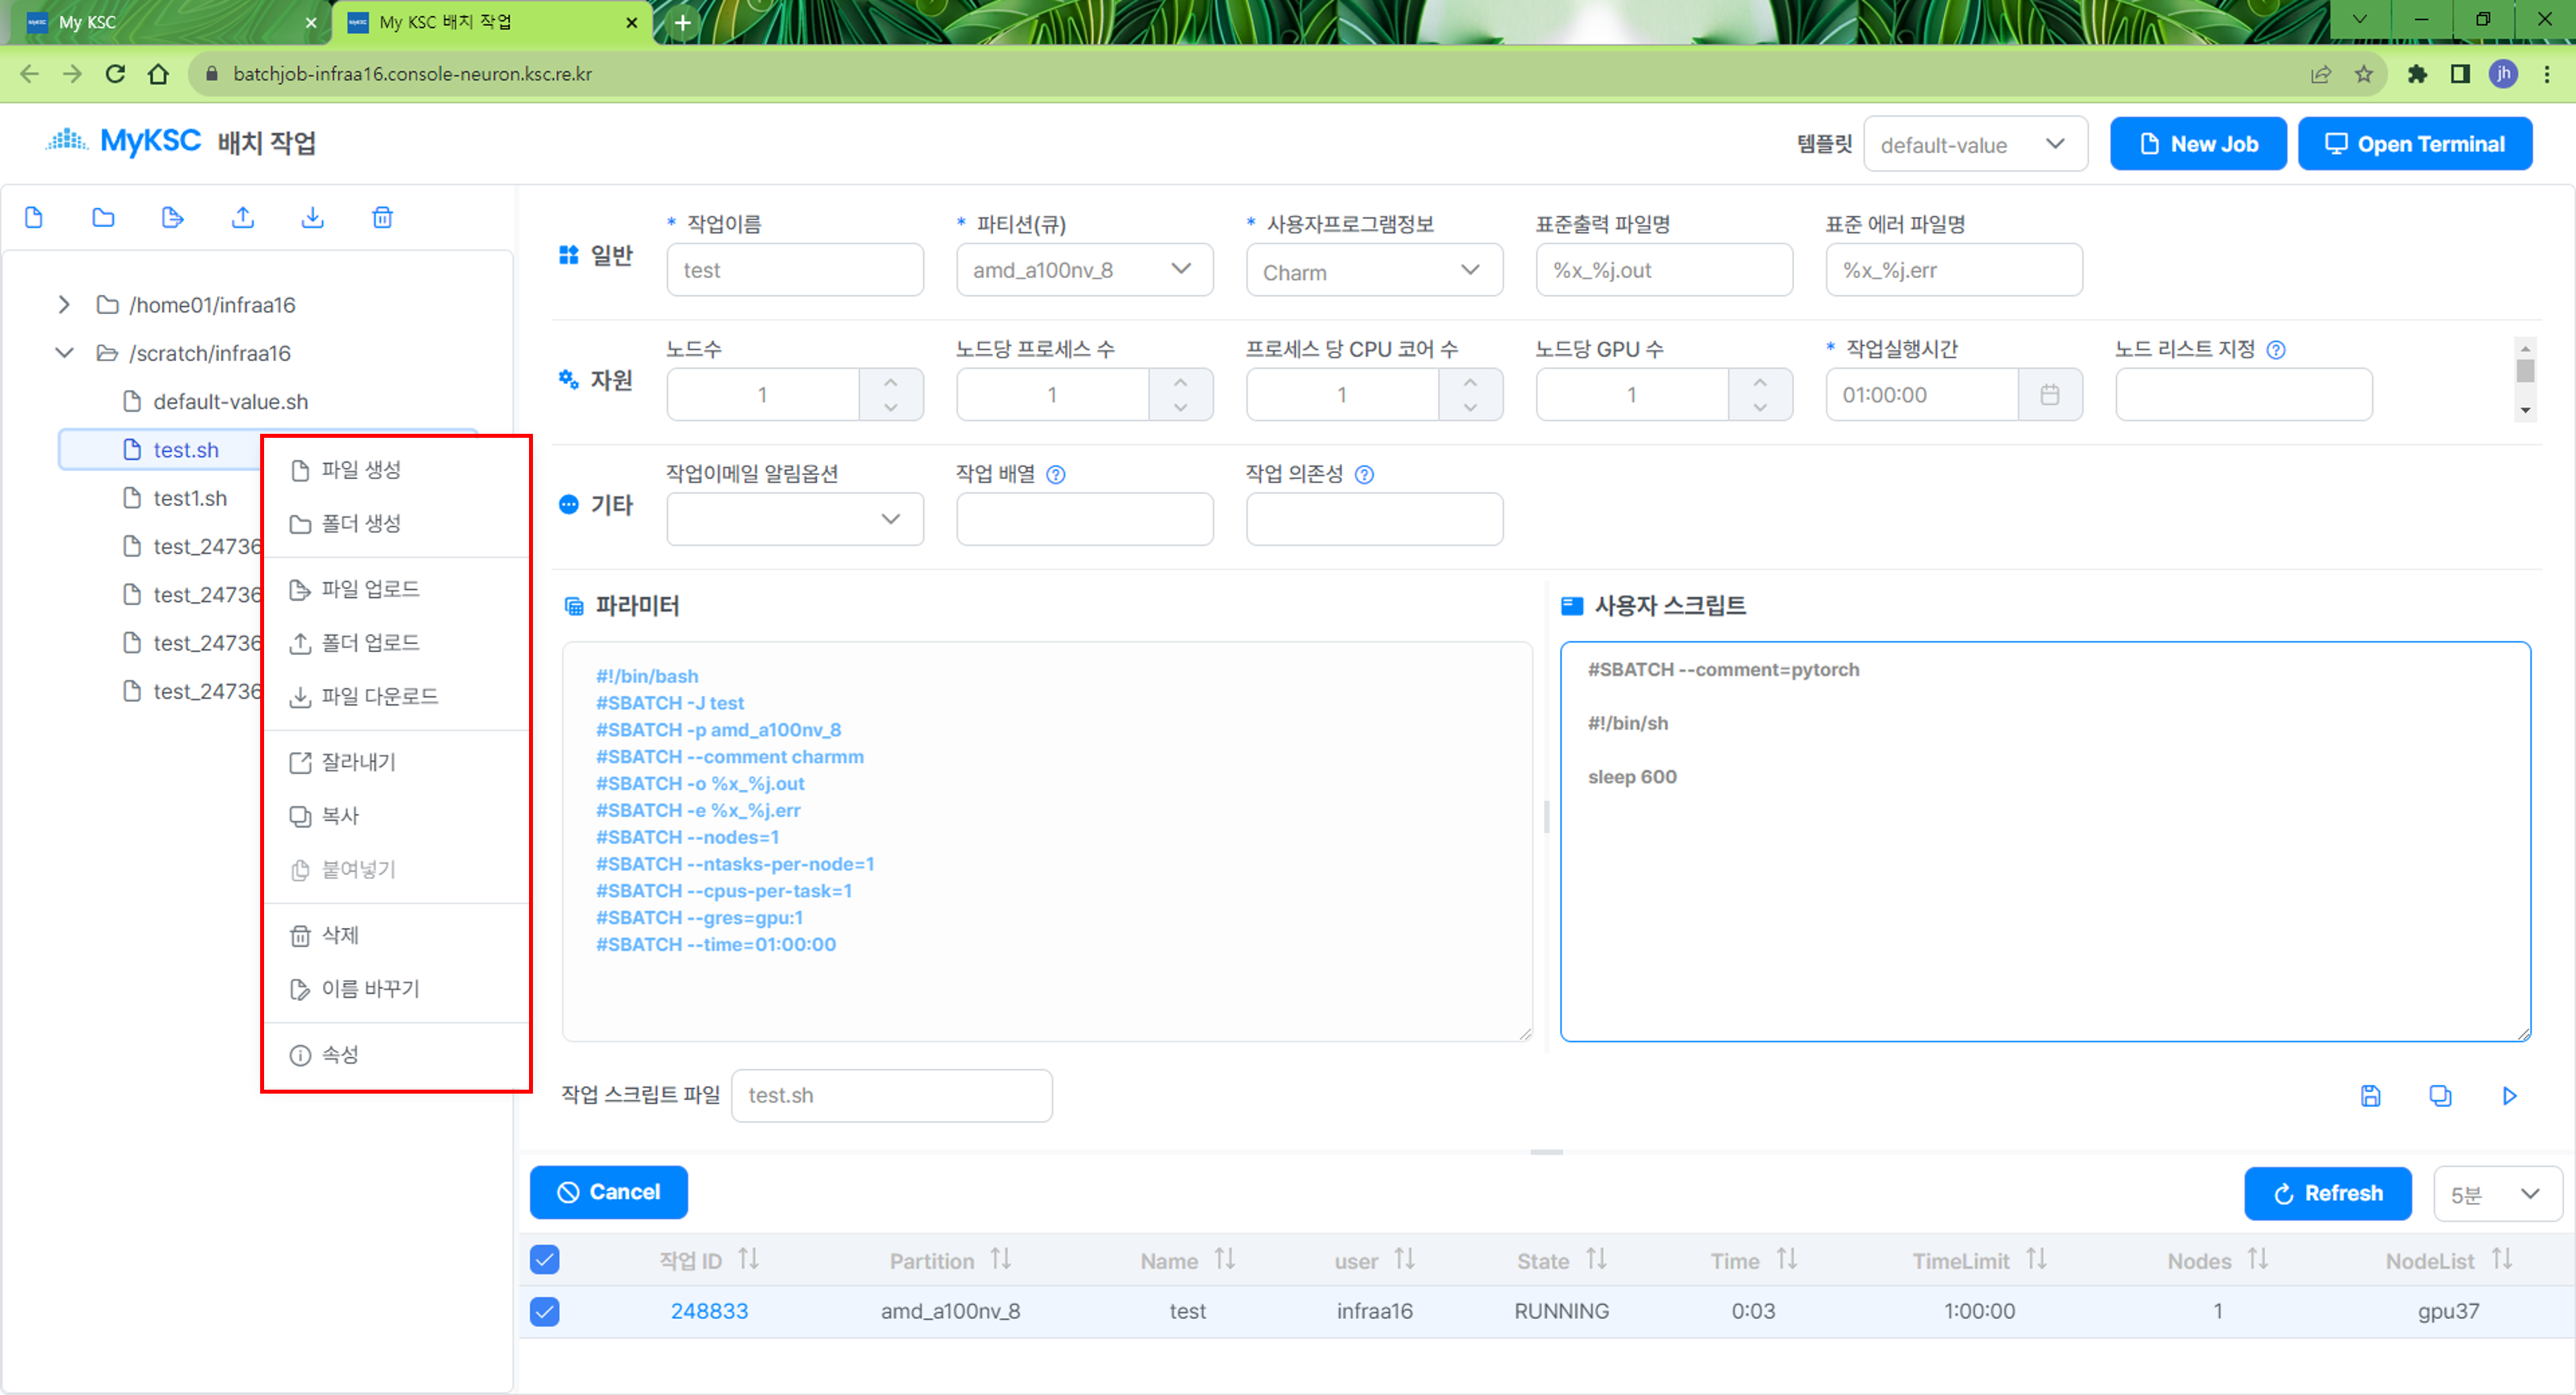 My KSC
My KSC 배치 작업
batchjob-infraa16.console-neuron.ksc.re.kr
jh
MyKSC 배치 작업
템플릿
default-value
New Job
Open Terminal
일반
* 작업이름
* 파티션(큐)
* 사용자프로그램정보
표준출력 파일명
표준 에러 파일명
test
amd_a100nv_8
Charm
%x_%j.out
%x_%j.err
자원
노드수
노드당 프로세스 수
프로세스 당 CPU 코어 수
노드당 GPU 수
* 작업실행시간
노드 리스트 지정
1
1
1
1
01:00:00
기타
작업이메일 알림옵션
작업 배열
작업 의존성
/home01/infraa16
/scratch/infraa16
default-value.sh
test.sh
test1.sh
test_24736
test_24736
test_24736
test_24736
파일 생성
폴더 생성
파일 업로드
폴더 업로드
파일 다운로드
잘라내기
복사
붙여넣기
삭제
이름 바꾸기
속성
파라미터
#!/bin/bash
#SBATCH -J test
#SBATCH -p amd_a100nv_8
#SBATCH --comment charmm
#SBATCH -o %x_%j.out
#SBATCH -e %x_%j.err
#SBATCH --nodes=1
#SBATCH --ntasks-per-node=1
#SBATCH --cpus-per-task=1
#SBATCH --gres=gpu:1
#SBATCH --time=01:00:00
사용자 스크립트
#SBATCH --comment=pytorch
#!/bin/sh
sleep 600
작업 스크립트 파일
test.sh
Cancel
Refresh
5분
작업 ID Partition Name user State Time TimeLimit Nodes NodeList
248833 amd_a100nv_8 test infraa16 RUNNING 0:03 1:00:00 1 gpu37